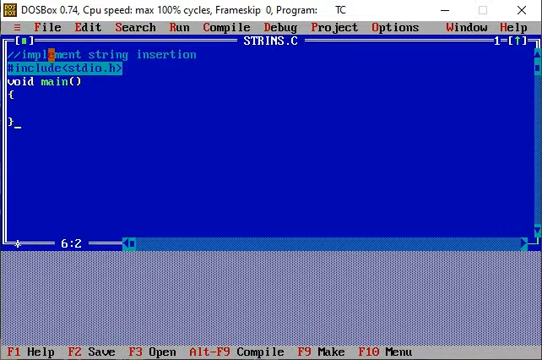 DOSBox 0.74, Cpu speed: max 100% cycles, Frameskip 0, Program: TC
≡ File Edit Search Run Compile Debug Project Options Window Help
[■] STRINS.C 1=[↑]
//implement string insertion
#include<stdio.h>
void main()
{
}_
* 6:2
F1 Help F2 Save F3 Open Alt-F9 Compile F9 Make F10 Menu